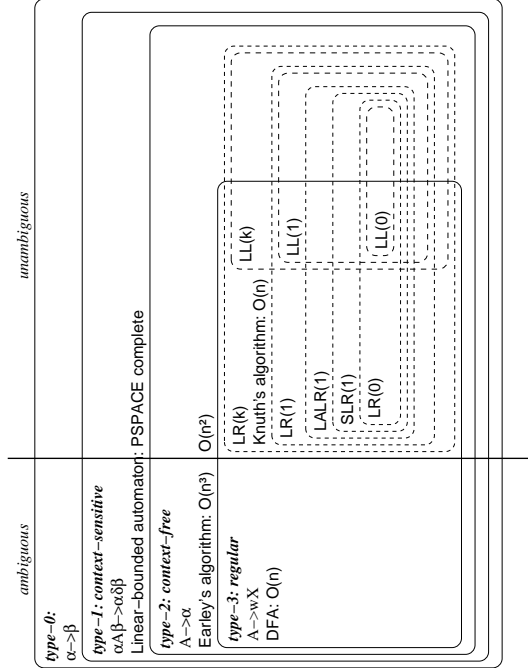 ambiguous
unambiguous
type-0:
α->β
type-1: context-sensitive
αAβ->αδβ
Linear-bounded automaton: PSPACE complete
type-2: context-free
A->α
Earley's algorithm: O(n³)
O(n²)
type-3: regular
A->wX
DFA: O(n)
LR(k)
LL(k)
Knuth's algorithm: O(n)
LR(1)
LL(1)
LALR(1)
SLR(1)
LR(0)
LL(0)